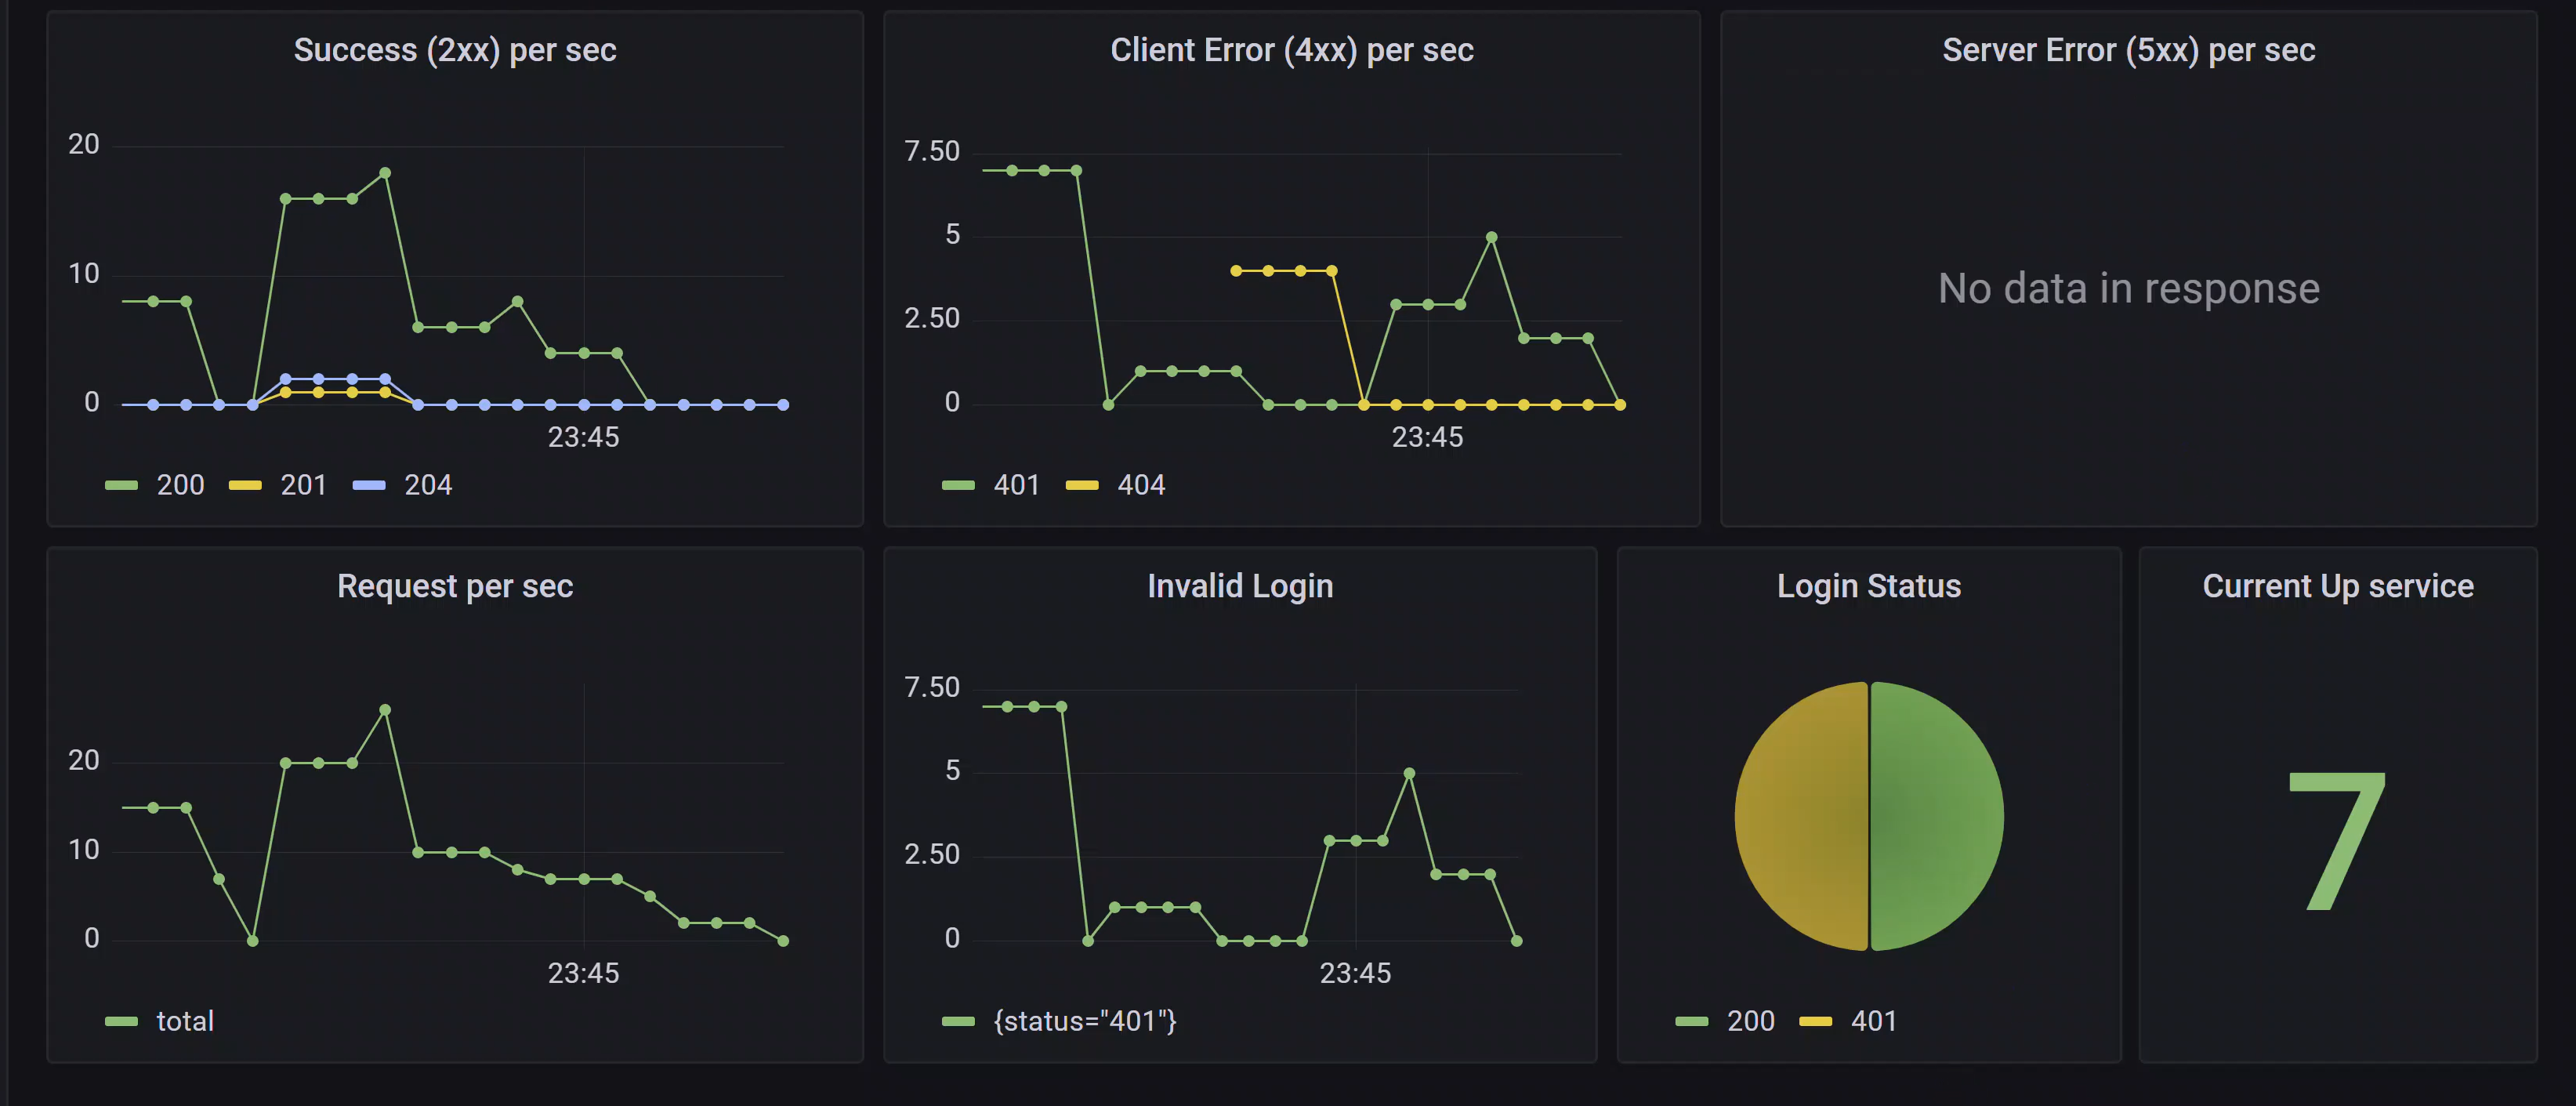 Success (2xx) per sec
20
10
0
23:45
200 201 204
Client Error (4xx) per sec
7.50
5
2.50
0
23:45
401 404
Server Error (5xx) per sec
No data in response
Request per sec
20
10
0
23:45
total
Invalid Login
7.50
5
2.50
0
23:45
{status="401"}
Login Status
200 401
Current Up service
7